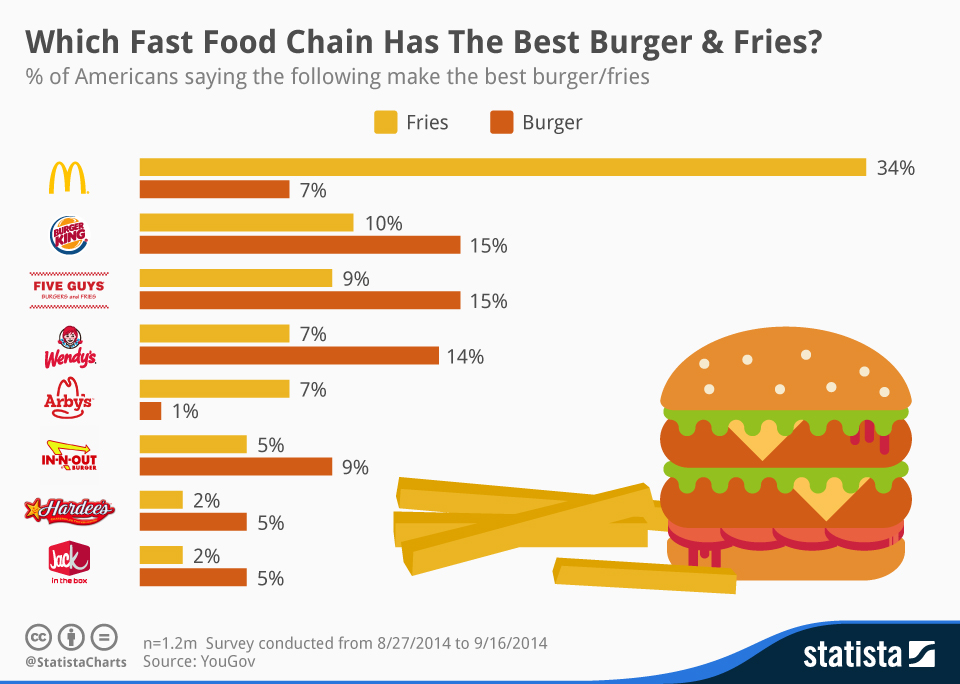 Which Fast Food Chain Has The Best Burger & Fries?
% of Americans saying the following make the best burger/fries
Fries
Burger
34%
7%
BURGER
KING
10%
15%
FIVE GUYS
BURGERS and FRIES
9%
15%
Wendy's
7%
14%
Arby's
7%
1%
IN-N-OUT
BURGER
5%
9%
Hardee's
2%
5%
Jack
in the box
2%
5%
cc
@StatistaCharts
n=1.2m Survey conducted from 8/27/2014 to 9/16/2014
Source: YouGov
statista